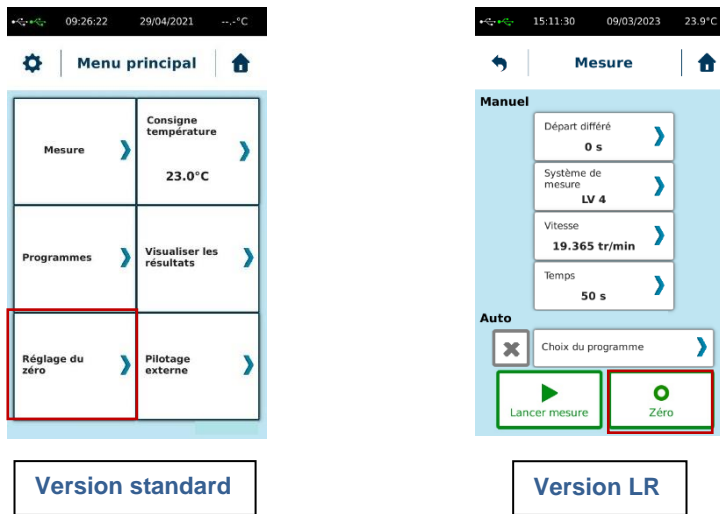 09:26:22 29/04/2021 --.-°C
Menu principal
Mesure
Consigne
température
23.0°C
Programmes
Visualiser les
résultats
Réglage du
zéro
Pilotage
externe
Version standard
15:11:30 09/03/2023 23.9°C
Mesure
Manuel
Départ différé
0 s
Système de
mesure
LV 4
Vitesse
19.365 tr/min
Temps
50 s
Auto
Choix du programme
Lancer mesure
Zéro
Version LR